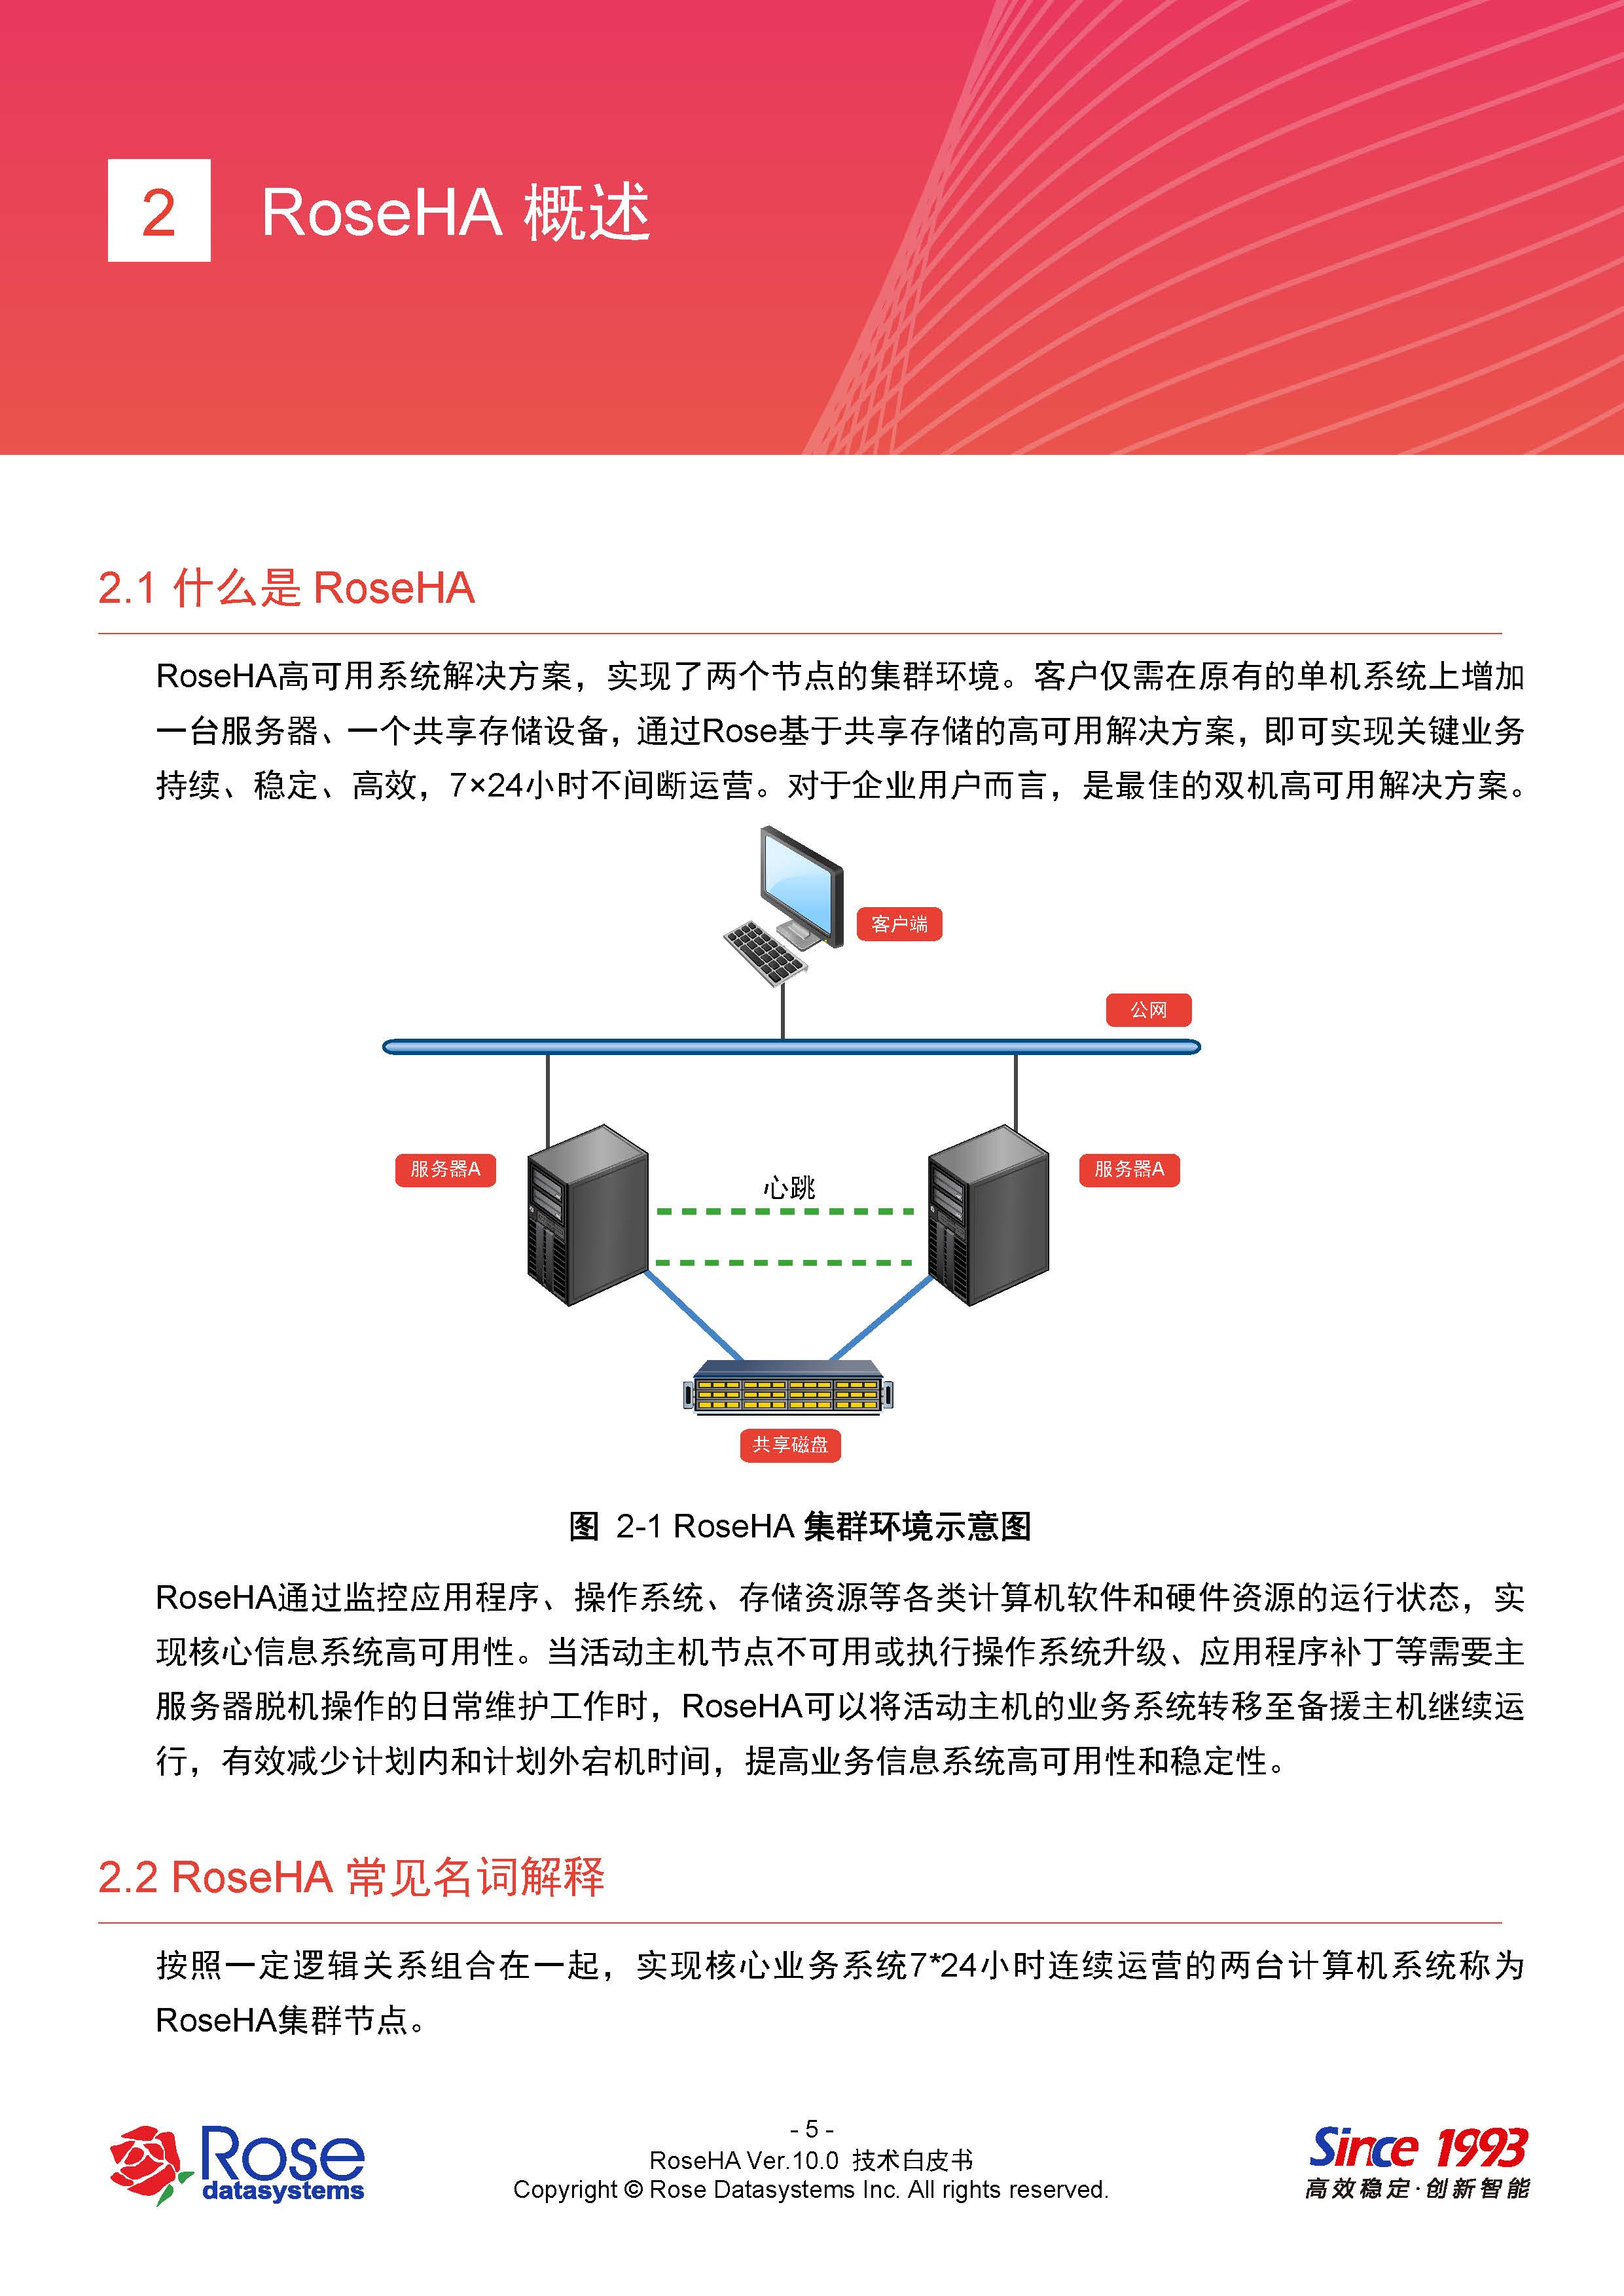 2
RoseHA 概述
2.1 什么是 RoseHA
RoseHA高可用系统解决方案，实现了两个节点的集群环境。客户仅需在原有的单机系统上增加
一台服务器、一个共享存储设备，通过Rose基于共享存储的高可用解决方案，即可实现关键业务
持续、稳定、高效，7×24小时不间断运营。对于企业用户而言，是最佳的双机高可用解决方案。
客户端
公网
服务器A
服务器A
心跳
共享磁盘
图 2-1 RoseHA 集群环境示意图
RoseHA通过监控应用程序、操作系统、存储资源等各类计算机软件和硬件资源的运行状态，实
现核心信息系统高可用性。当活动主机节点不可用或执行操作系统升级、应用程序补丁等需要主
服务器脱机操作的日常维护工作时，RoseHA可以将活动主机的业务系统转移至备援主机继续运
行，有效减少计划内和计划外宕机时间，提高业务信息系统高可用性和稳定性。
2.2 RoseHA 常见名词解释
按照一定逻辑关系组合在一起，实现核心业务系统7*24小时连续运营的两台计算机系统称为
RoseHA集群节点。
Rose
datasystems
- 5 -
RoseHA Ver.10.0 技术白皮书
Copyright © Rose Datasystems Inc. All rights reserved.
Since 1993
高效稳定·创新智能